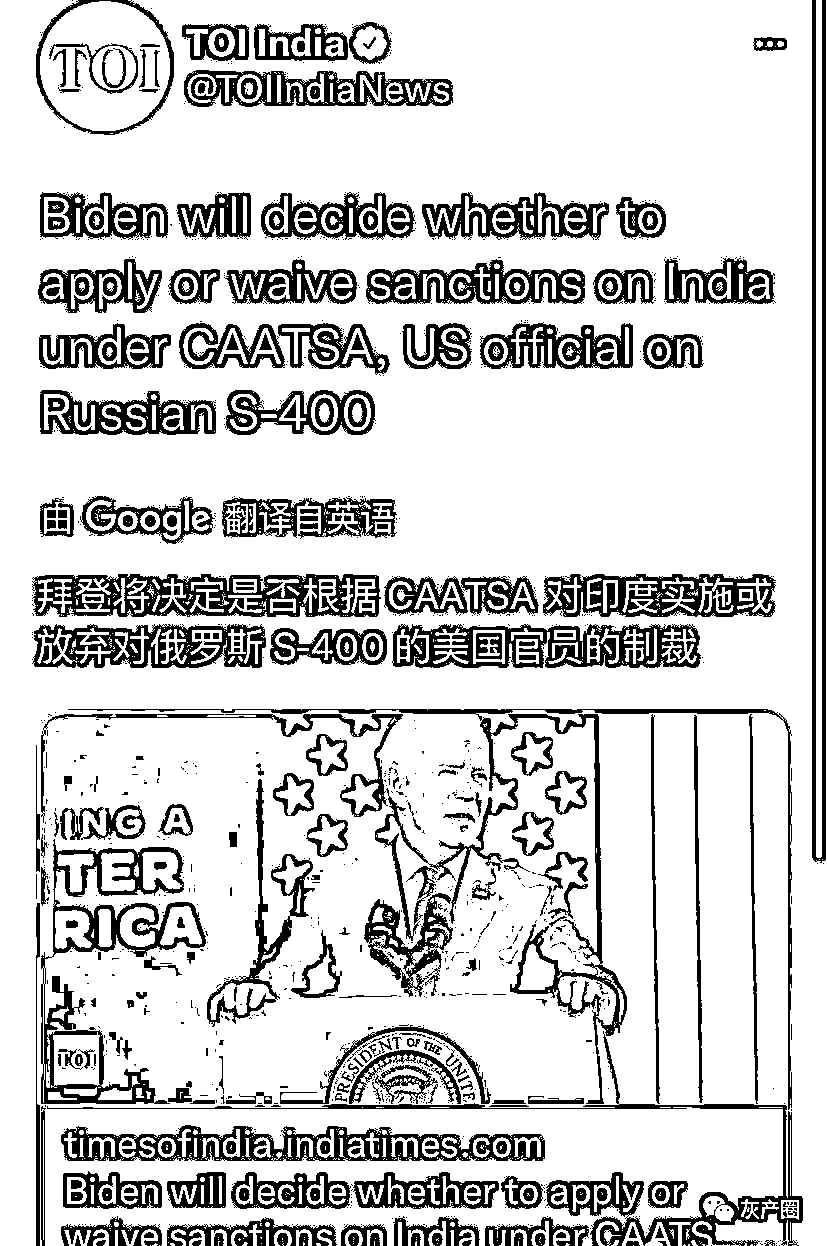 TOI
TOI India
@TOIIndiaNews
Biden will decide whether to
apply or waive sanctions on India
under CAATSA, US official on
Russian S-400
由 Google 翻译自英语
拜登将决定是否根据 CAATSA 对印度实施或
放弃对俄罗斯 S-400 的美国官员的制裁
ING A
TER
RICA
TOI
PRESIDENT OF THE UNITE
timesofindia.indiatimes.com
Biden will decide whether to apply or
waive sanctions on India under CAATS
灰产圈